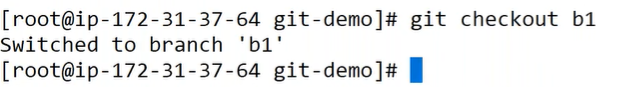 [root@ip-172-31-37-64 git-demo]# git checkout b1
Switched to branch 'b1'
[root@ip-172-31-37-64 git-demo]#